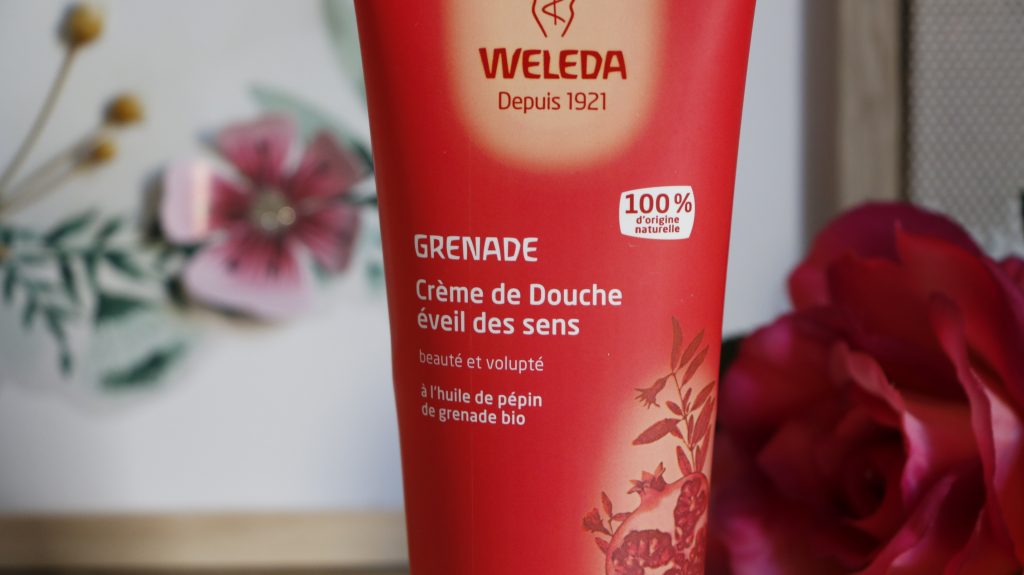 WELEDA
Depuis 1921
100 %
d'origine
naturelle
GRENADE
Crème de Douche
éveil des sens
beauté et volupté
à l'huile de pépin
de grenade bio